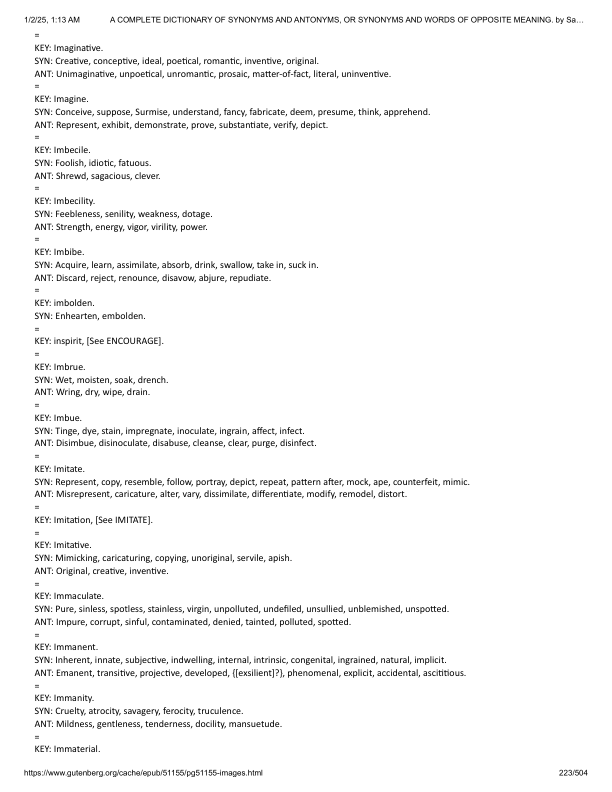 1/2/25, 1:13 AM A COMPLETE DICTIONARY OF SYNONYMS AND ANTONYMS, OR SYNONYMS AND WORDS OF OPPOSITE MEANING. by Sa…
=
KEY: Imaginative.
SYN: Creative, conceptive, ideal, poetical, romantic, inventive, original.
ANT: Unimaginative, unpoetical, unromantic, prosaic, matter-of-fact, literal, uninventive.
=
KEY: Imagine.
SYN: Conceive, suppose, Surmise, understand, fancy, fabricate, deem, presume, think, apprehend.
ANT: Represent, exhibit, demonstrate, prove, substantiate, verify, depict.
=
KEY: Imbecile.
SYN: Foolish, idiotic, fatuous.
ANT: Shrewd, sagacious, clever.
=
KEY: Imbecility.
SYN: Feebleness, senility, weakness, dotage.
ANT: Strength, energy, vigor, virility, power.
=
KEY: Imbibe.
SYN: Acquire, learn, assimilate, absorb, drink, swallow, take in, suck in.
ANT: Discard, reject, renounce, disavow, abjure, repudiate.
=
KEY: imbolden.
SYN: Enhearten, embolden.
=
KEY: inspirit, [See ENCOURAGE].
=
KEY: Imbrue.
SYN: Wet, moisten, soak, drench.
ANT: Wring, dry, wipe, drain.
=
KEY: Imbue.
SYN: Tinge, dye, stain, impregnate, inoculate, ingrain, affect, infect.
ANT: Disimbue, disinoculate, disabuse, cleanse, clear, purge, disinfect.
=
KEY: Imitate.
SYN: Represent, copy, resemble, follow, portray, depict, repeat, pattern after, mock, ape, counterfeit, mimic.
ANT: Misrepresent, caricature, alter, vary, dissimilate, differentiate, modify, remodel, distort.
=
KEY: Imitation, [See IMITATE].
=
KEY: Imitative.
SYN: Mimicking, caricaturing, copying, unoriginal, servile, apish.
ANT: Original, creative, inventive.
=
KEY: Immaculate.
SYN: Pure, sinless, spotless, stainless, virgin, unpolluted, undefiled, unsullied, unblemished, unspotted.
ANT: Impure, corrupt, sinful, contaminated, denied, tainted, polluted, spotted.
=
KEY: Immanent.
SYN: Inherent, innate, subjective, indwelling, internal, intrinsic, congenital, ingrained, natural, implicit.
ANT: Emanent, transitive, projective, developed, {[exsilient]?}, phenomenal, explicit, accidental, ascititious.
=
KEY: Immanity.
SYN: Cruelty, atrocity, savagery, ferocity, truculence.
ANT: Mildness, gentleness, tenderness, docility, mansuetude.
=
KEY: Immaterial.
https://www.gutenberg.org/cache/epub/51155/pg51155-images.html 223/504